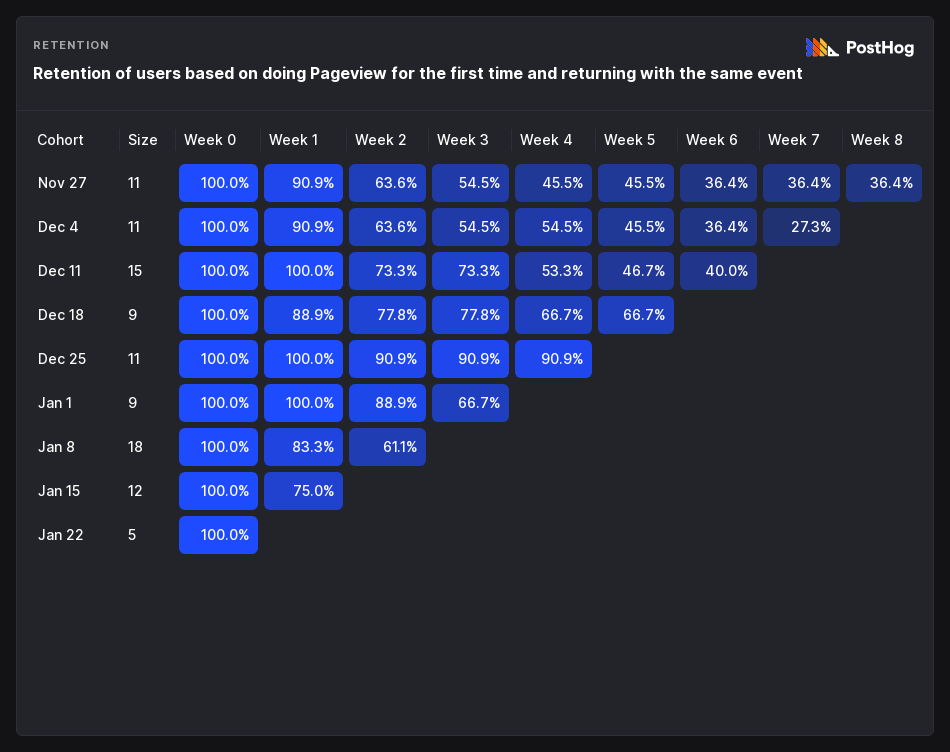 RETENTION
PostHog
Retention of users based on doing Pageview for the first time and returning with the same event
Cohort Size Week 0 Week 1 Week 2 Week 3 Week 4 Week 5 Week 6 Week 7 Week 8
Nov 27 11 100.0% 90.9% 63.6% 54.5% 45.5% 45.5% 36.4% 36.4% 36.4%
Dec 4 11 100.0% 90.9% 63.6% 54.5% 54.5% 45.5% 36.4% 27.3%
Dec 11 15 100.0% 100.0% 73.3% 73.3% 53.3% 46.7% 40.0%
Dec 18 9 100.0% 88.9% 77.8% 77.8% 66.7% 66.7%
Dec 25 11 100.0% 100.0% 90.9% 90.9% 90.9%
Jan 1 9 100.0% 100.0% 88.9% 66.7%
Jan 8 18 100.0% 83.3% 61.1%
Jan 15 12 100.0% 75.0%
Jan 22 5 100.0%